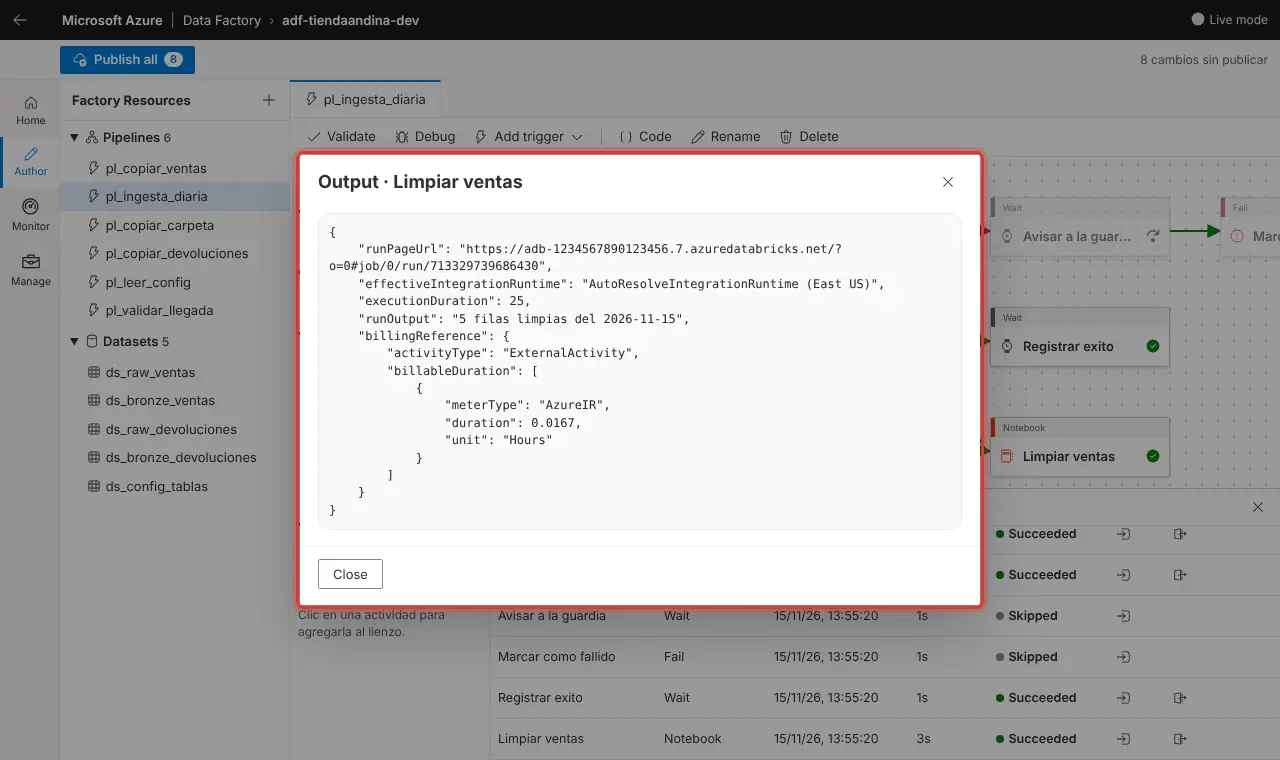 Microsoft Azure | Data Factory › adf-tiendaandina-dev
Live mode
Publish all 8
8 cambios sin publicar
Home
Author
Monitor
Manage
Factory Resources
Pipelines 6
pl_copiar_ventas
pl_ingesta_diaria
pl_copiar_carpeta
pl_copiar_devoluciones
pl_leer_config
pl_validar_llegada
Datasets 5
ds_raw_ventas
ds_bronze_ventas
ds_raw_devoluciones
ds_bronze_devoluciones
ds_config_tablas
pl_ingesta_diaria
Validate Debug Add trigger Code Rename Delete
Output · Limpiar ventas
{
"runPageUrl": "https://adb-1234567890123456.7.azuredatabricks.net/?
o=0#job/0/run/713329739686430",
"effectiveIntegrationRuntime": "AutoResolveIntegrationRuntime (East US)",
"executionDuration": 25,
"runOutput": "5 filas limpias del 2026-11-15",
"billingReference": {
"activityType": "ExternalActivity",
"billableDuration": [
{
"meterType": "AzureIR",
"duration": 0.0167,
"unit": "Hours"
}
]
}
}
Close
Wait
Avisar a la guar...
Fail
Wait
Registrar exito
Notebook
Limpiar ventas
Clic en una actividad para
agregarla al lienzo.
Succeeded
Succeeded
Avisar a la guardia Wait 15/11/26, 13:55:20 1s Skipped
Marcar como fallido Fail 15/11/26, 13:55:20 1s Skipped
Registrar exito Wait 15/11/26, 13:55:20 1s Succeeded
Limpiar ventas Notebook 15/11/26, 13:55:20 3s Succeeded